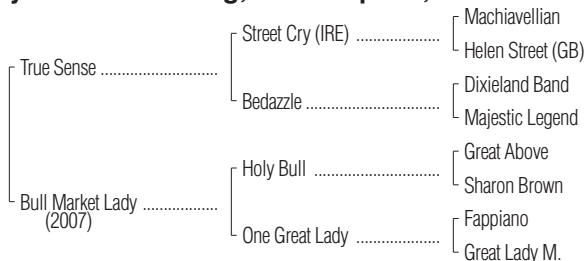 Machiavellian
Street Cry (IRE) ..................
Helen Street (GB)
True Sense .........................
Dixieland Band
Bedazzle .............................
Majestic Legend
Great Above
Holy Bull ............................
Sharon Brown
Bull Market Lady ................
(2007)
Fappiano
One Great Lady ..................
Great Lady M.